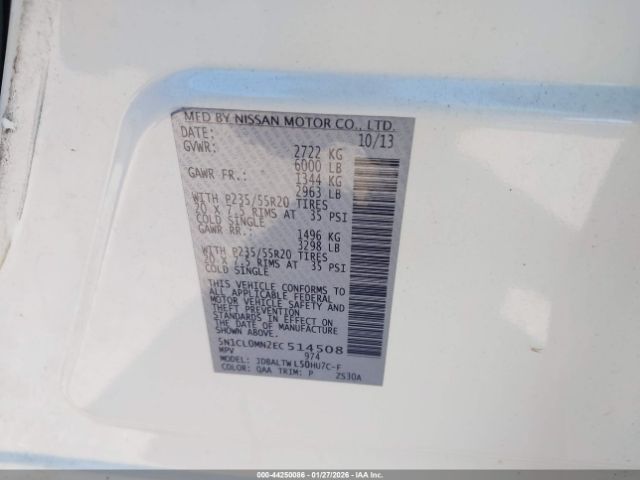 MFD BY NISSAN MOTOR CO., LTD.
DATE: 10/13
GVWR: 2722 KG
6000 LB
GAWR FR.: 1344 KG
2963 LB
WITH P235/55R20 TIRES
20 X 7.5 RIMS AT 35 PSI
COLD SINGLE
GAWR RR.: 1496 KG
3298 LB
WITH P235/55R20 TIRES
20 X 7.5 RIMS AT 35 PSI
COLD SINGLE
THIS VEHICLE CONFORMS TO
ALL APPLICABLE FEDERAL
MOTOR VEHICLE SAFETY AND
THEFT PREVENTION
STANDARDS IN EFFECT ON
THE DATE OF MANUFACTURE
SHOWN ABOVE.
5N1CL0MN2EC514508
MPV 974
MODEL: JDBALTWL50HU7C-F
COLOR: QAA TRIM: P ZS30A
000-44250086 - 01/27/2026 - IAA Inc.